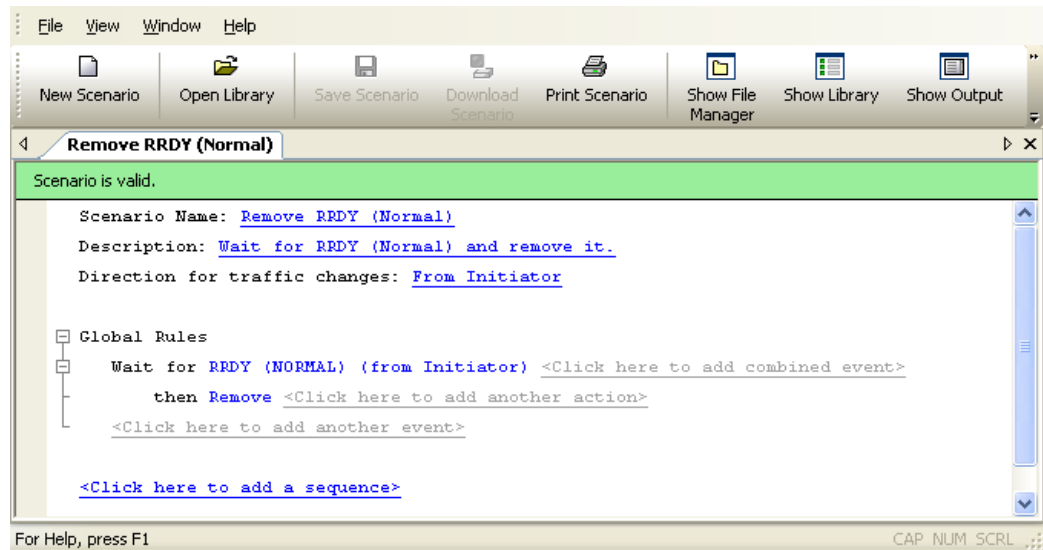 File View Window Help
New Scenario Open Library Save Scenario Download Scenario Print Scenario Show File Manager Show Library Show Output
Remove RRDY (Normal)
Scenario is valid.
Scenario Name: Remove RRDY (Normal)
Description: Wait for RRDY (Normal) and remove it.
Direction for traffic changes: From Initiator
Global Rules
Wait for RRDY (NORMAL) (from Initiator) <Click here to add combined event>
then Remove <Click here to add another action>
<Click here to add another event>
<Click here to add a sequence>
For Help, press F1 CAP NUM SCRL